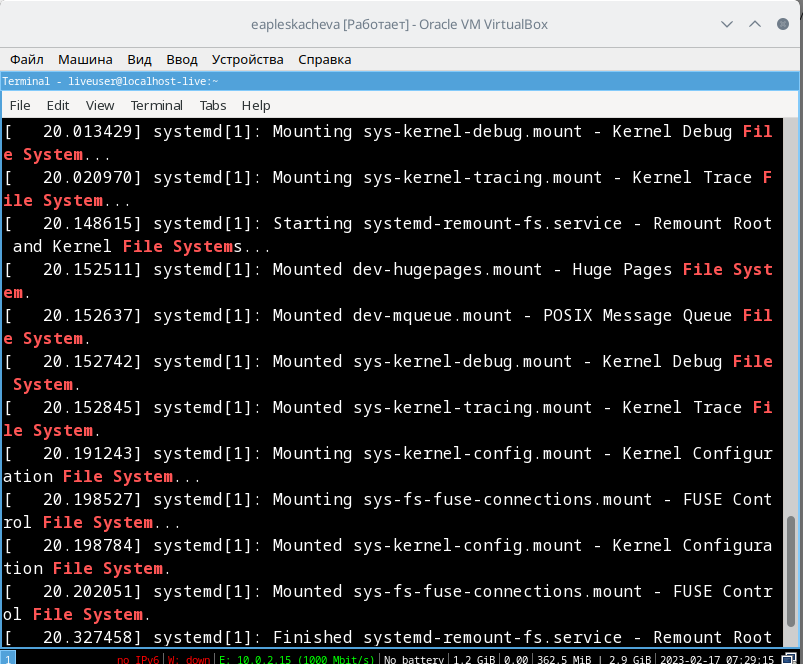 eapleskacheva [Работает] - Oracle VM VirtualBox
Файл Машина Вид Ввод Устройства Справка
Terminal - liveuser@localhost-live:~
File Edit View Terminal Tabs Help
[   20.013429] systemd[1]: Mounting sys-kernel-debug.mount - Kernel Debug Fil
e System...
[   20.020970] systemd[1]: Mounting sys-kernel-tracing.mount - Kernel Trace F
ile System...
[   20.148615] systemd[1]: Starting systemd-remount-fs.service - Remount Root
 and Kernel File Systems...
[   20.152511] systemd[1]: Mounted dev-hugepages.mount - Huge Pages File Syst
em.
[   20.152637] systemd[1]: Mounted dev-mqueue.mount - POSIX Message Queue Fil
e System.
[   20.152742] systemd[1]: Mounted sys-kernel-debug.mount - Kernel Debug File
 System.
[   20.152845] systemd[1]: Mounted sys-kernel-tracing.mount - Kernel Trace Fi
le System.
[   20.191243] systemd[1]: Mounting sys-kernel-config.mount - Kernel Configur
ation File System...
[   20.198527] systemd[1]: Mounting sys-fs-fuse-connections.mount - FUSE Cont
rol File System...
[   20.198784] systemd[1]: Mounted sys-kernel-config.mount - Kernel Configura
tion File System.
[   20.202051] systemd[1]: Mounted sys-fs-fuse-connections.mount - FUSE Contr
ol File System.
[   20.327458] systemd[1]: Finished systemd-remount-fs.service - Remount Root
1 no IPv6|W: down|E: 10.0.2.15 (1000 Mbit/s)|No battery|1.2 GiB|0.00|362.5 MiB | 2.9 GiB|2023-02-17 07:29:15